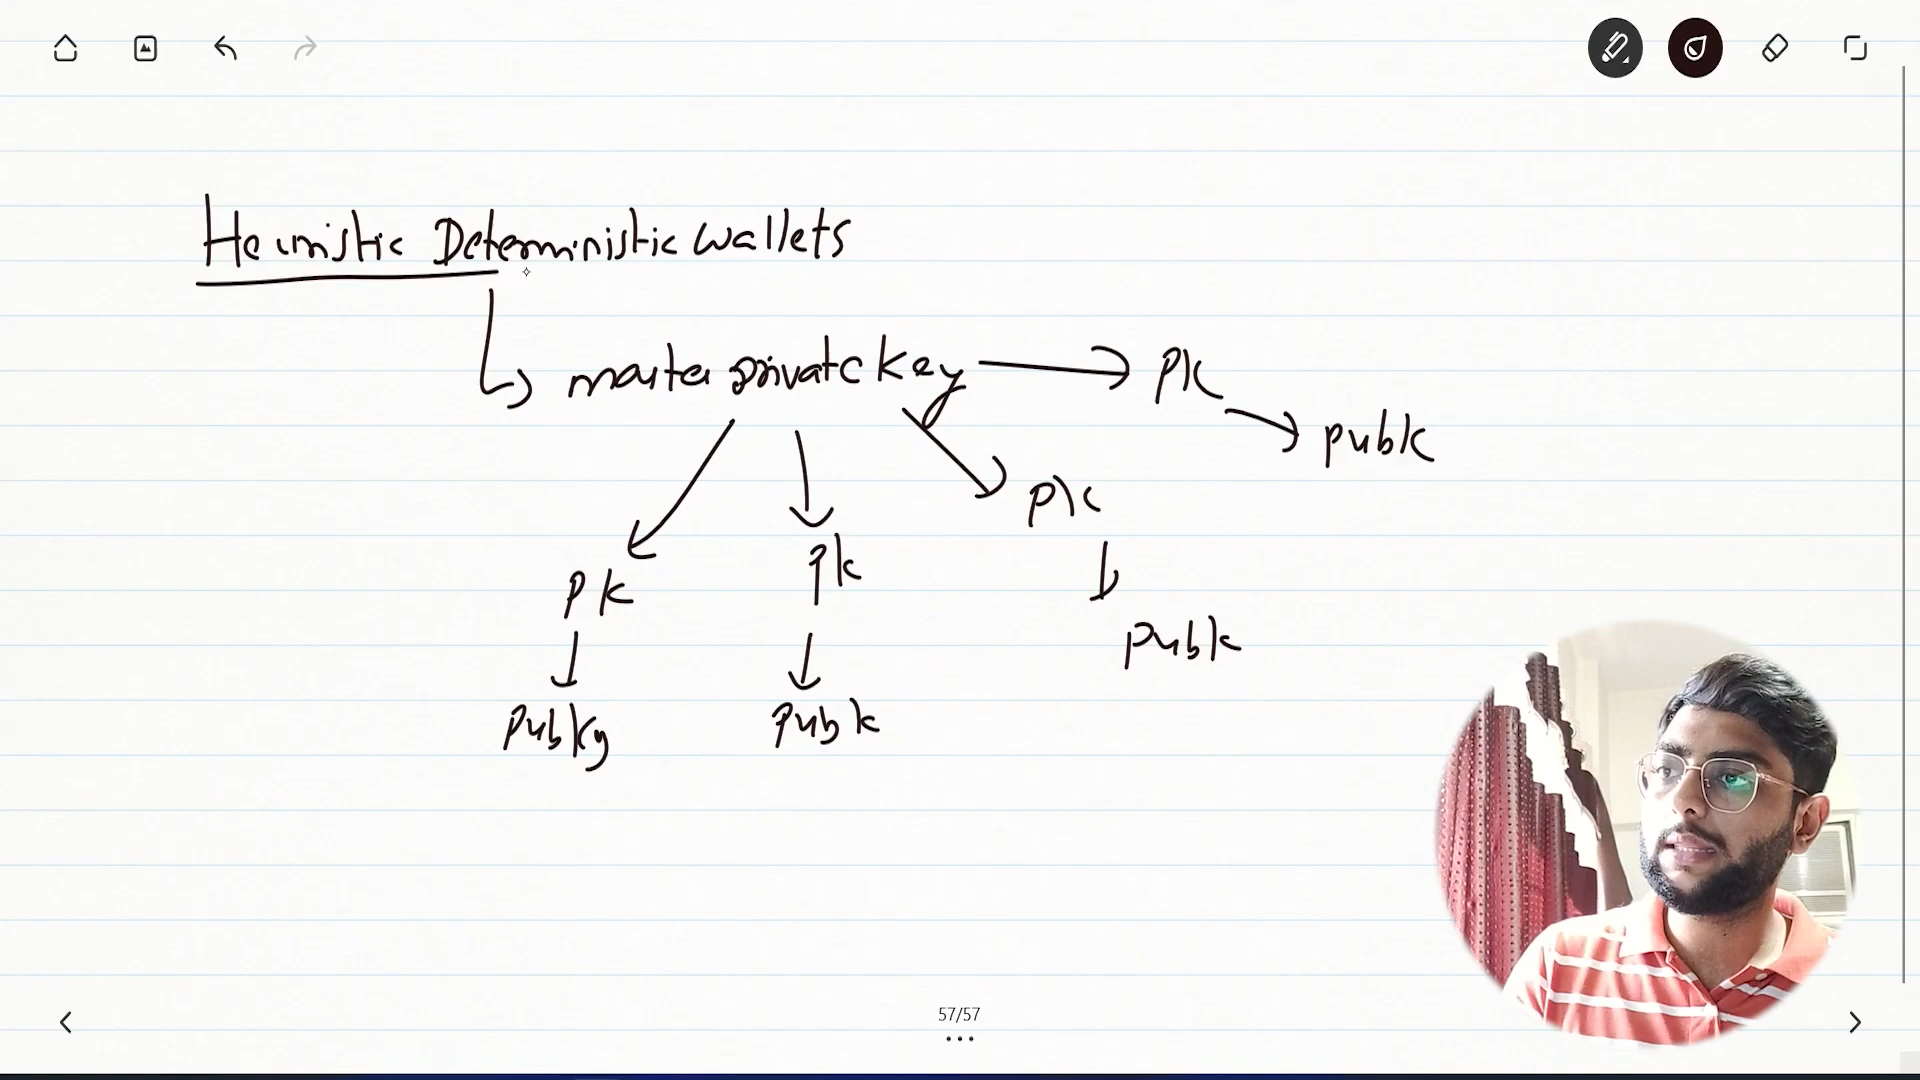 Heuristic Deterministic wallets
master private key
PK
pubk
PK
PK
pk
pubk
pubky
pubk
57/57